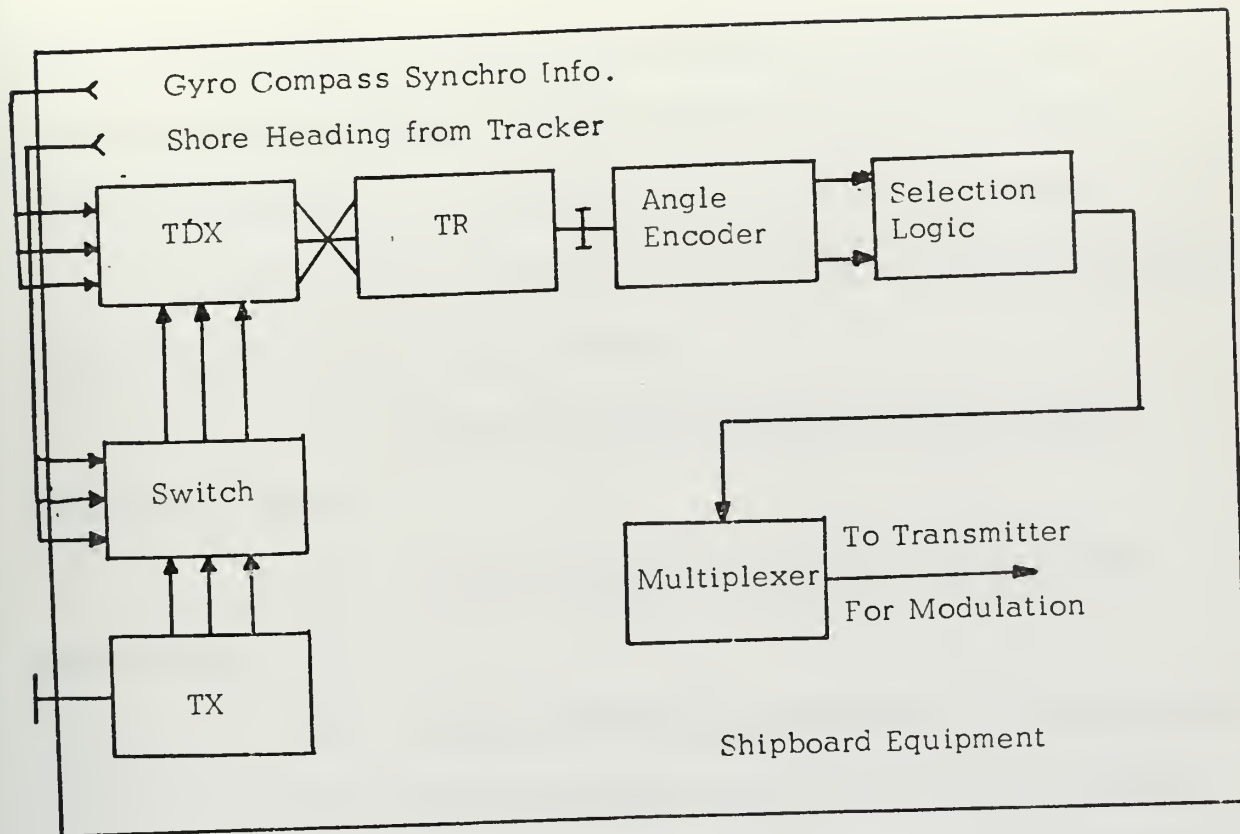 Gyro Compass Synchro Info.
Shore Heading from Tracker
TDX
TR
Angle
Encoder
Selection
Logic
Switch
Multiplexer
To Transmitter
For Modulation
TX
Shipboard Equipment